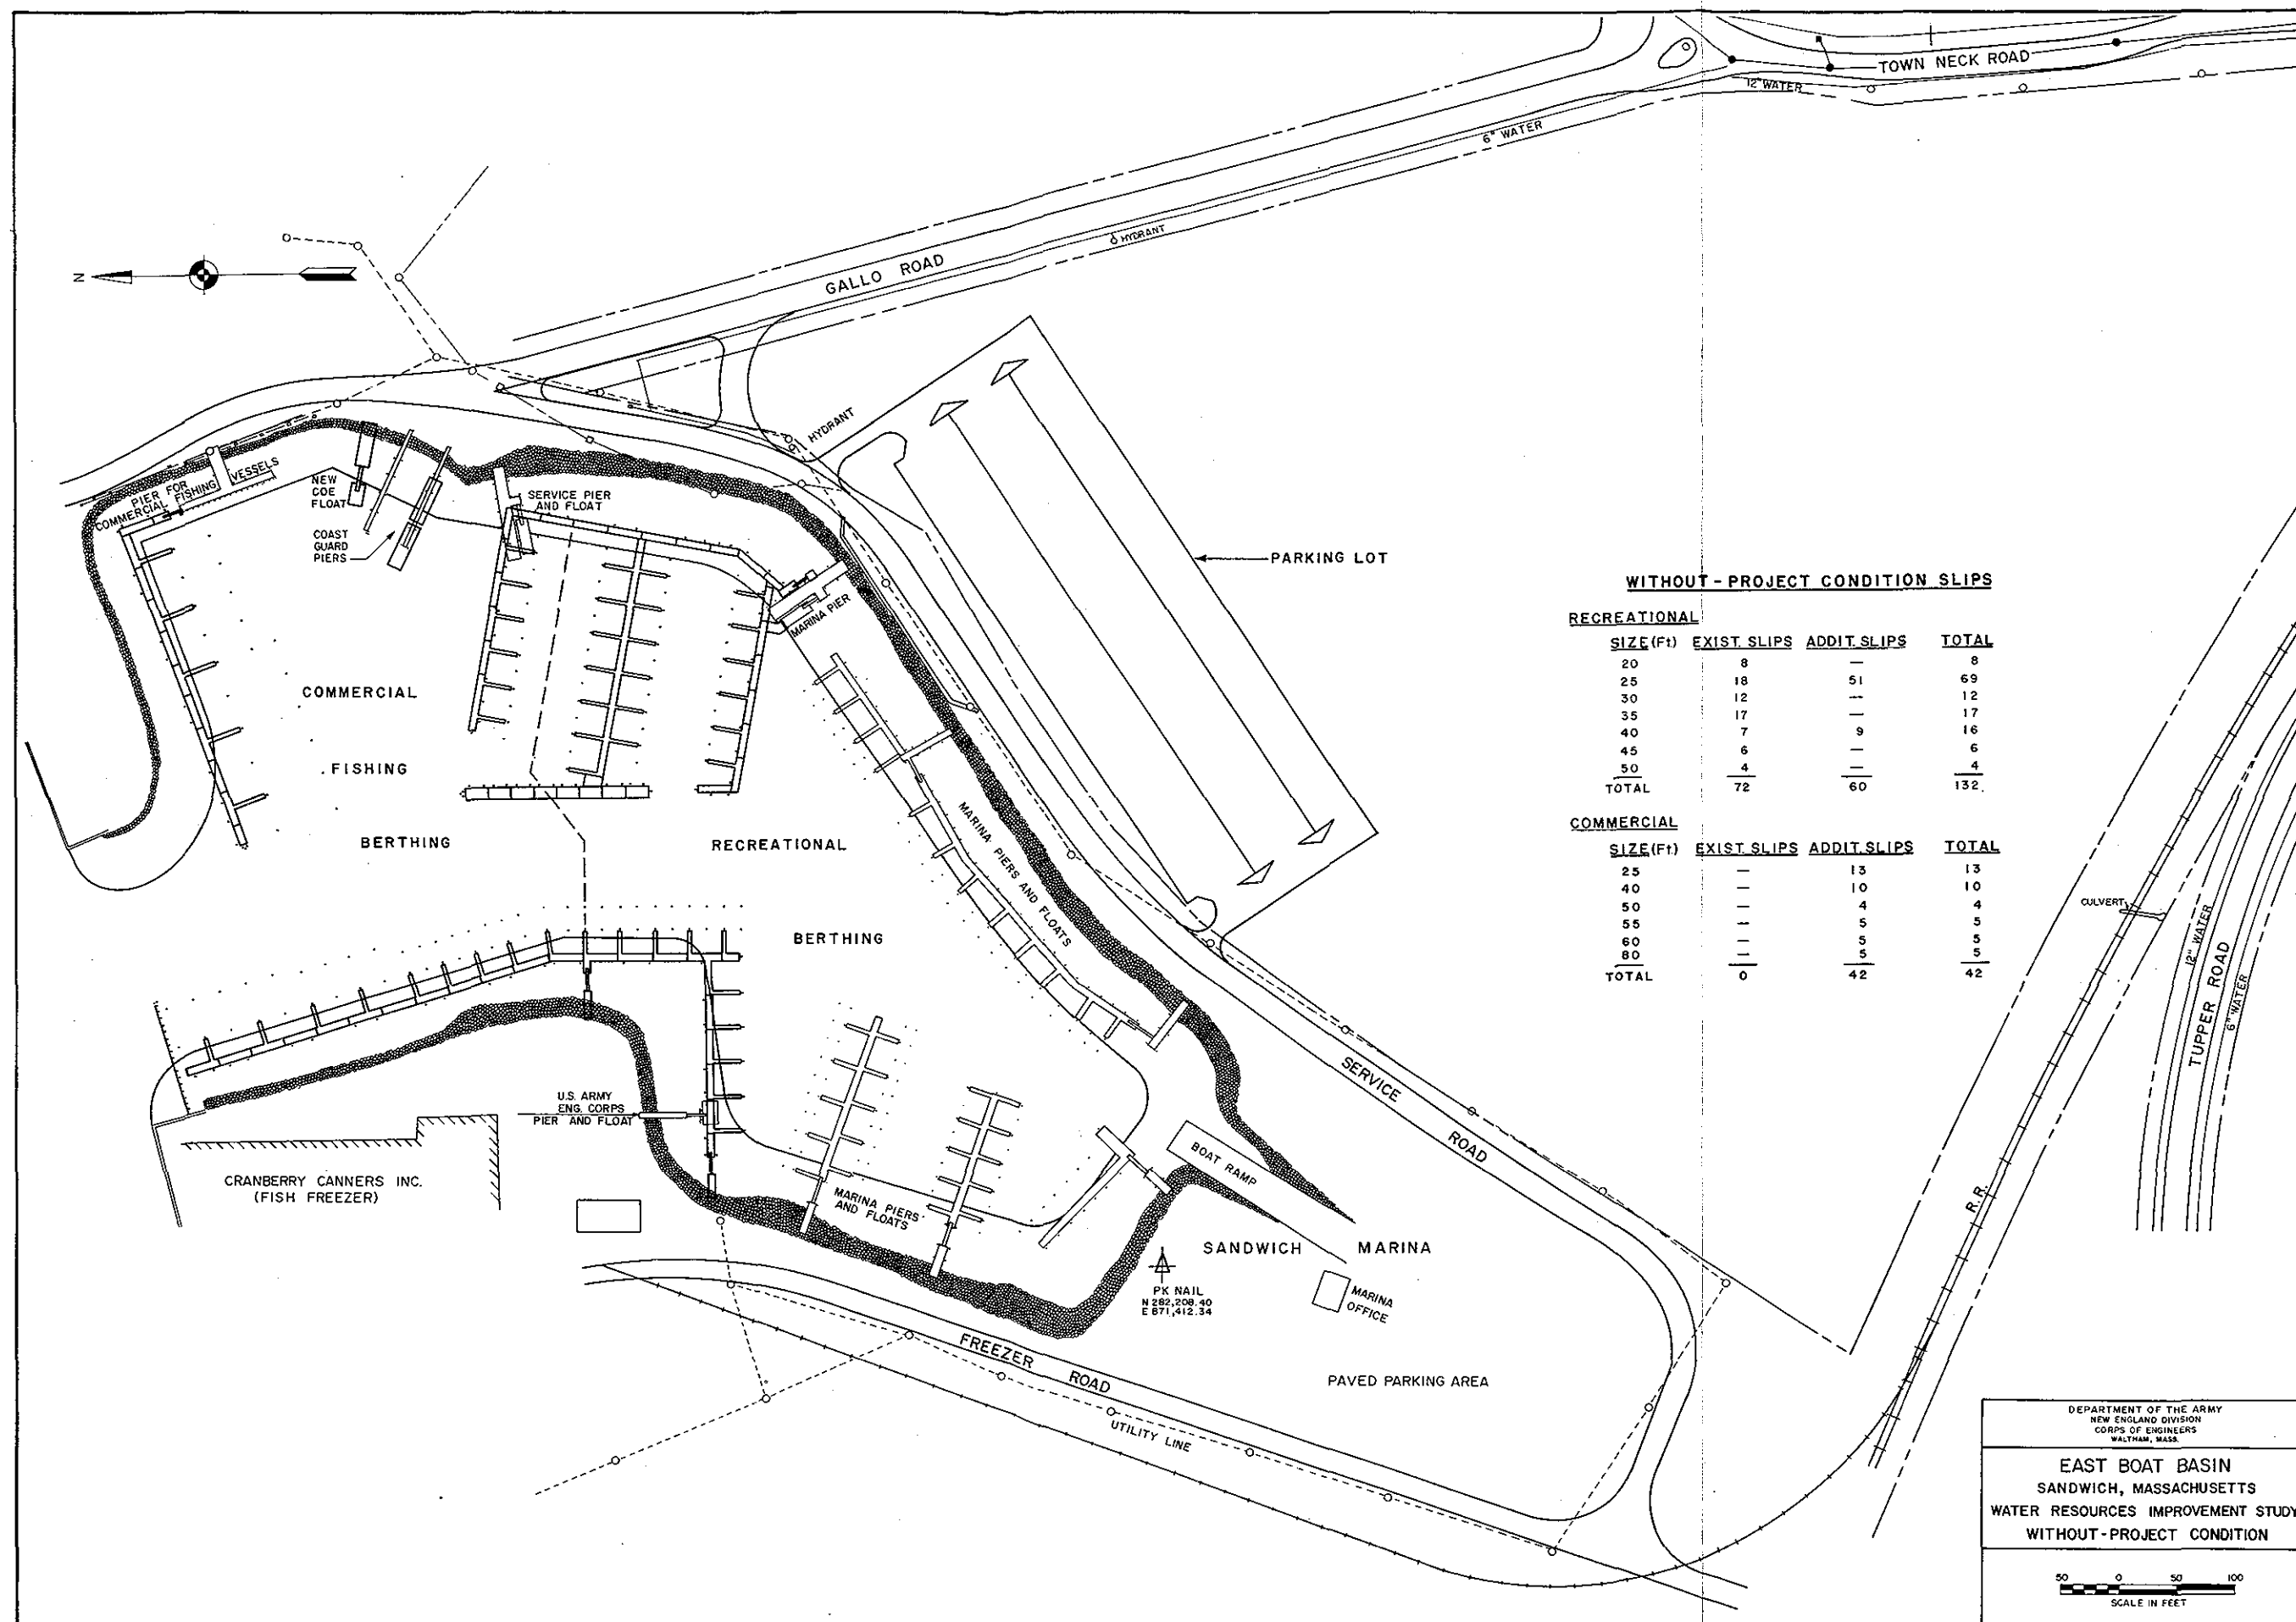 TOWN NECK ROAD
12" WATER
6" WATER
HYDRANT
GALLO ROAD
N
HYDRANT
PIER FOR
COMMERCIAL FISHING VESSELS
NEW
COE
FLOAT
SERVICE PIER
AND FLOAT
COAST
GUARD
PIERS
MARINA PIER
PARKING LOT
COMMERCIAL
FISHING
BERTHING
RECREATIONAL
BERTHING
MARINA PIERS AND FLOATS
WITHOUT-PROJECT CONDITION SLIPS
RECREATIONAL
SIZE(Ft) EXIST. SLIPS ADDIT. SLIPS TOTAL
20 8 — 8
25 18 51 69
30 12 — 12
35 17 — 17
40 7 9 16
45 6 — 6
50 4 — 4
TOTAL 72 60 132
COMMERCIAL
SIZE(Ft) EXIST. SLIPS ADDIT. SLIPS TOTAL
25 — 13 13
40 — 10 10
50 — 4 4
55 — 5 5
60 — 5 5
80 — 5 5
TOTAL 0 42 42
CULVERT
12" WATER
TUPPER ROAD
6" WATER
R.R.
SERVICE ROAD
U.S. ARMY
ENG. CORPS
PIER AND FLOAT
CRANBERRY CANNERS INC.
(FISH FREEZER)
MARINA PIERS
AND FLOATS
BOAT RAMP
SANDWICH MARINA
PK NAIL
N 282,208.40
E 871,412.34
MARINA
OFFICE
FREEZER ROAD
UTILITY LINE
PAVED PARKING AREA
DEPARTMENT OF THE ARMY
NEW ENGLAND DIVISION
CORPS OF ENGINEERS
WALTHAM, MASS.
EAST BOAT BASIN
SANDWICH, MASSACHUSETTS
WATER RESOURCES IMPROVEMENT STUDY
WITHOUT-PROJECT CONDITION
50 0 50 100
SCALE IN FEET